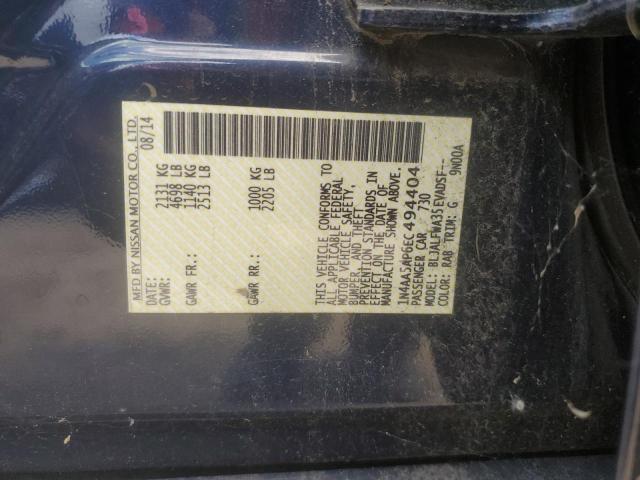 MFD BY NISSAN MOTOR CO., LTD.
DATE: 08/14
GVWR: 2131 KG
4698 LB
GAWR FR.: 1140 KG
2513 LB
GAWR RR.: 1000 KG
2205 LB
THIS VEHICLE CONFORMS TO
ALL APPLICABLE FEDERAL
MOTOR VEHICLE SAFETY,
BUMPER, AND THEFT
PREVENTION STANDARDS IN
EFFECT ON THE DATE OF
MANUFACTURE SHOWN ABOVE.
1N4AA5AP6EC494404
PASSENGER CAR 730
MODEL: BLJALFWA35EVADSF--
COLOR: RAB TRIM: G 9N00A